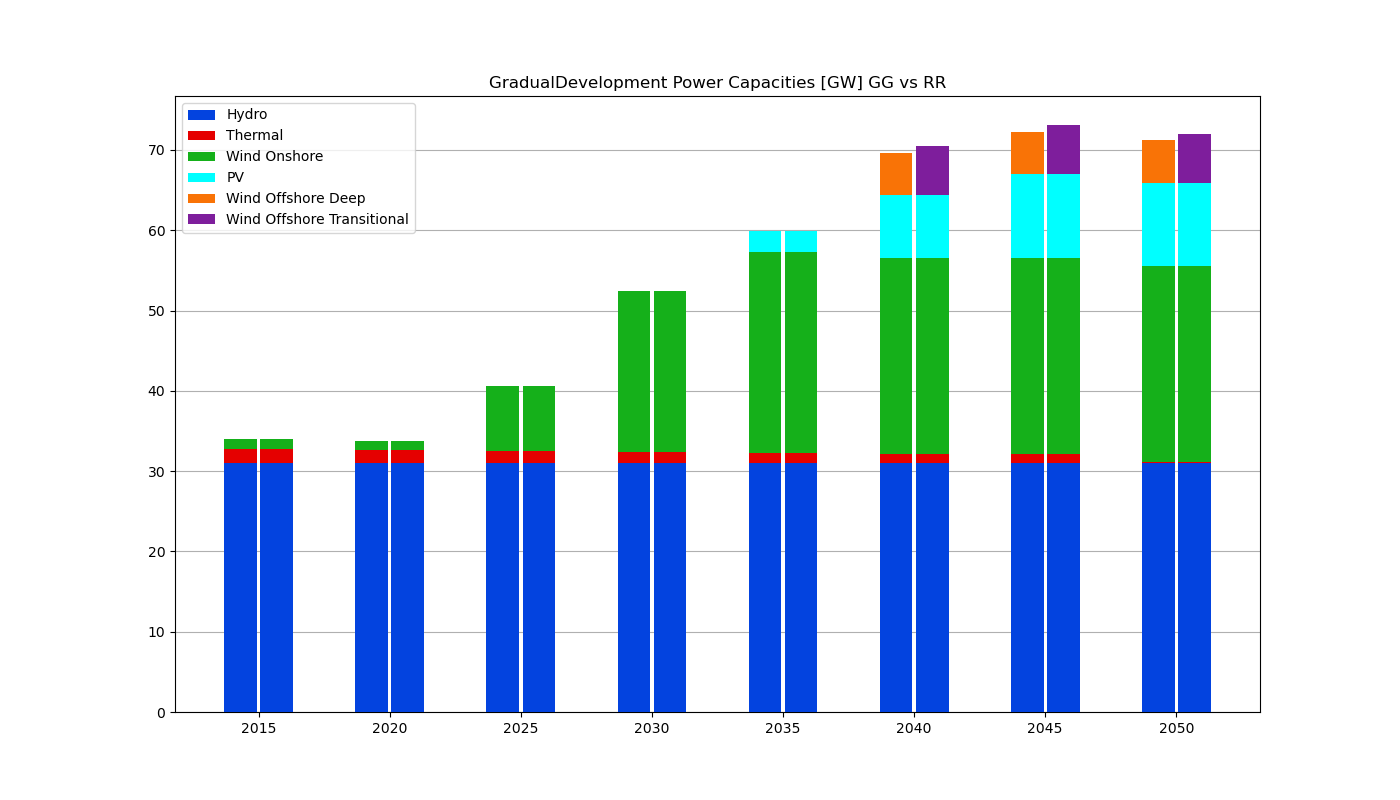 GradualDevelopment Power Capacities [GW] GG vs RR
Hydro
Thermal
Wind Onshore
PV
Wind Offshore Deep
Wind Offshore Transitional
70
60
50
40
30
20
10
0
2015 2020 2025 2030 2035 2040 2045 2050